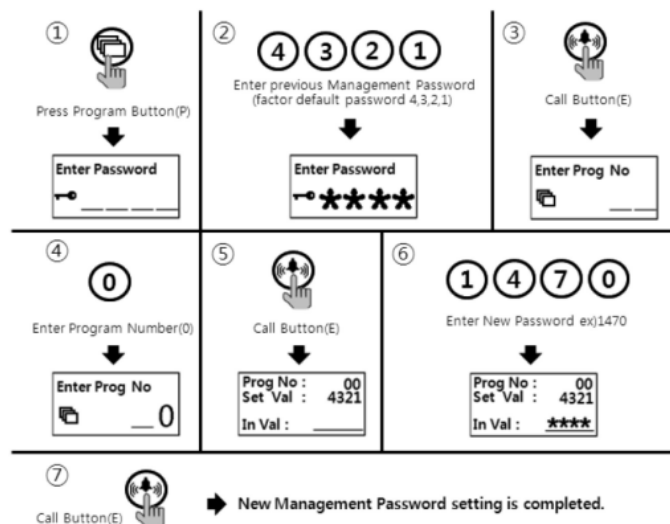 ①
Press Program Button(P)
Enter Password
_ _ _ _
②
4 3 2 1
Enter previous Management Password
(factor default password 4,3,2,1)
Enter Password
****
③
Call Button(E)
Enter Prog No
_ _
④
0
Enter Program Number(0)
Enter Prog No
_ 0
⑤
Call Button(E)
Prog No : 00
Set Val : 4321
In Val : ____
⑥
1 4 7 0
Enter New Password ex)1470
Prog No : 00
Set Val : 4321
In Val : ****
⑦
Call Button(E)
New Management Password setting is completed.